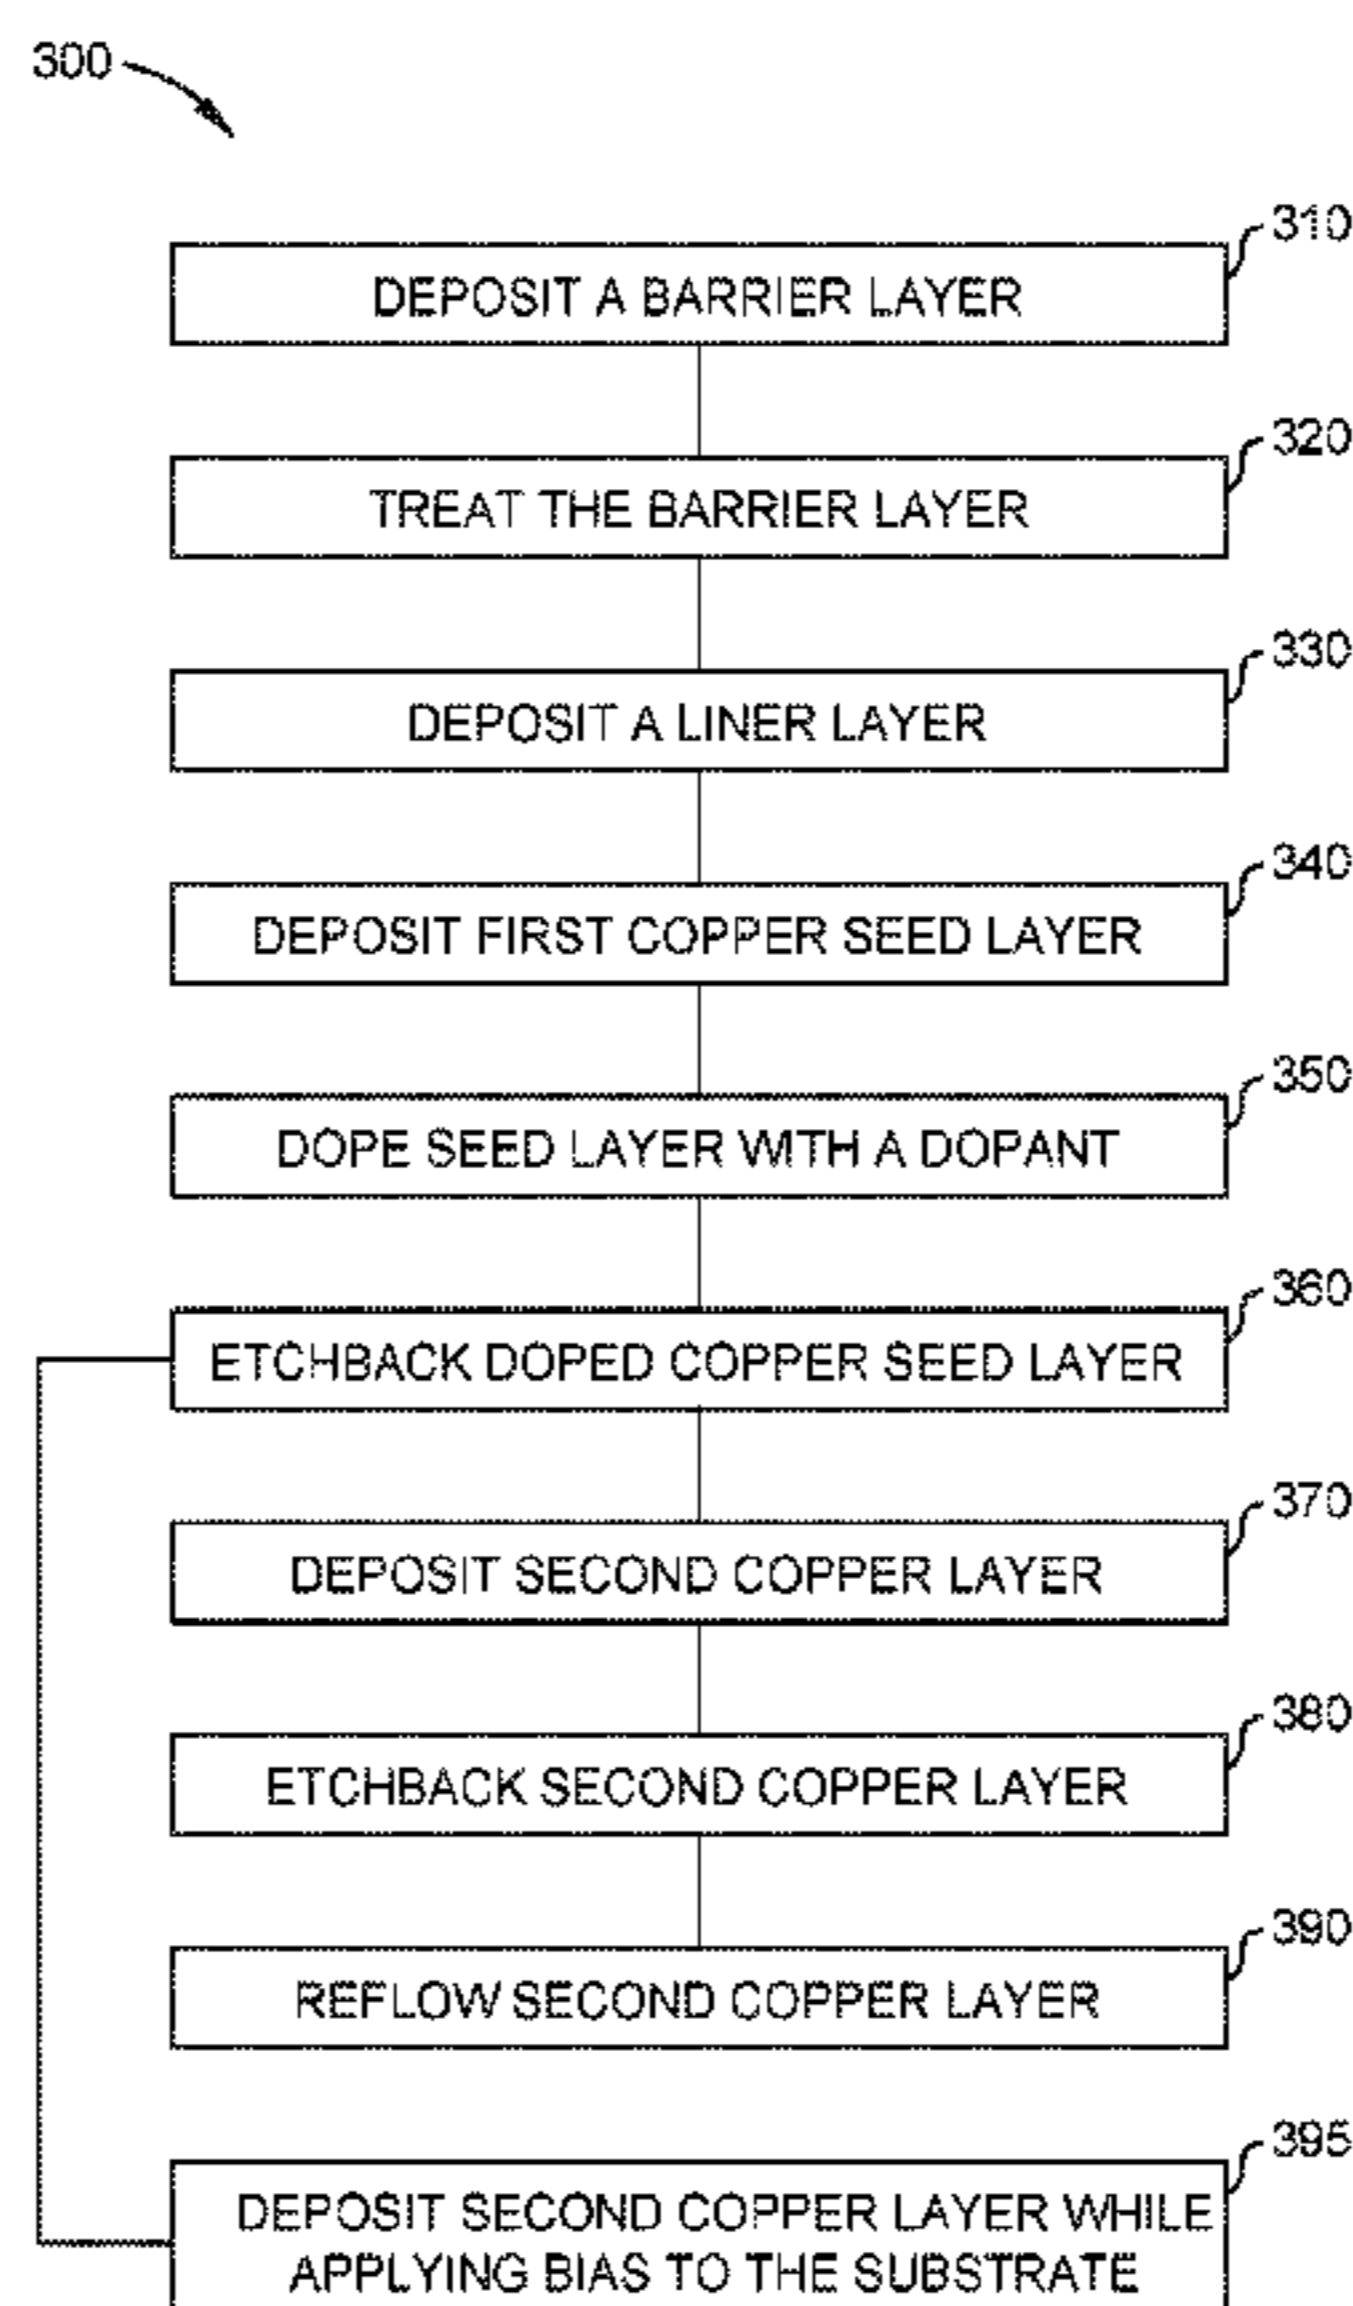 300
310
DEPOSIT A BARRIER LAYER
320
TREAT THE BARRIER LAYER
330
DEPOSIT A LINER LAYER
340
DEPOSIT FIRST COPPER SEED LAYER
350
DOPE SEED LAYER WITH A DOPANT
360
ETCHBACK DOPED COPPER SEED LAYER
370
DEPOSIT SECOND COPPER LAYER
380
ETCHBACK SECOND COPPER LAYER
390
REFLOW SECOND COPPER LAYER
395
DEPOSIT SECOND COPPER LAYER WHILE
APPLYING BIAS TO THE SUBSTRATE